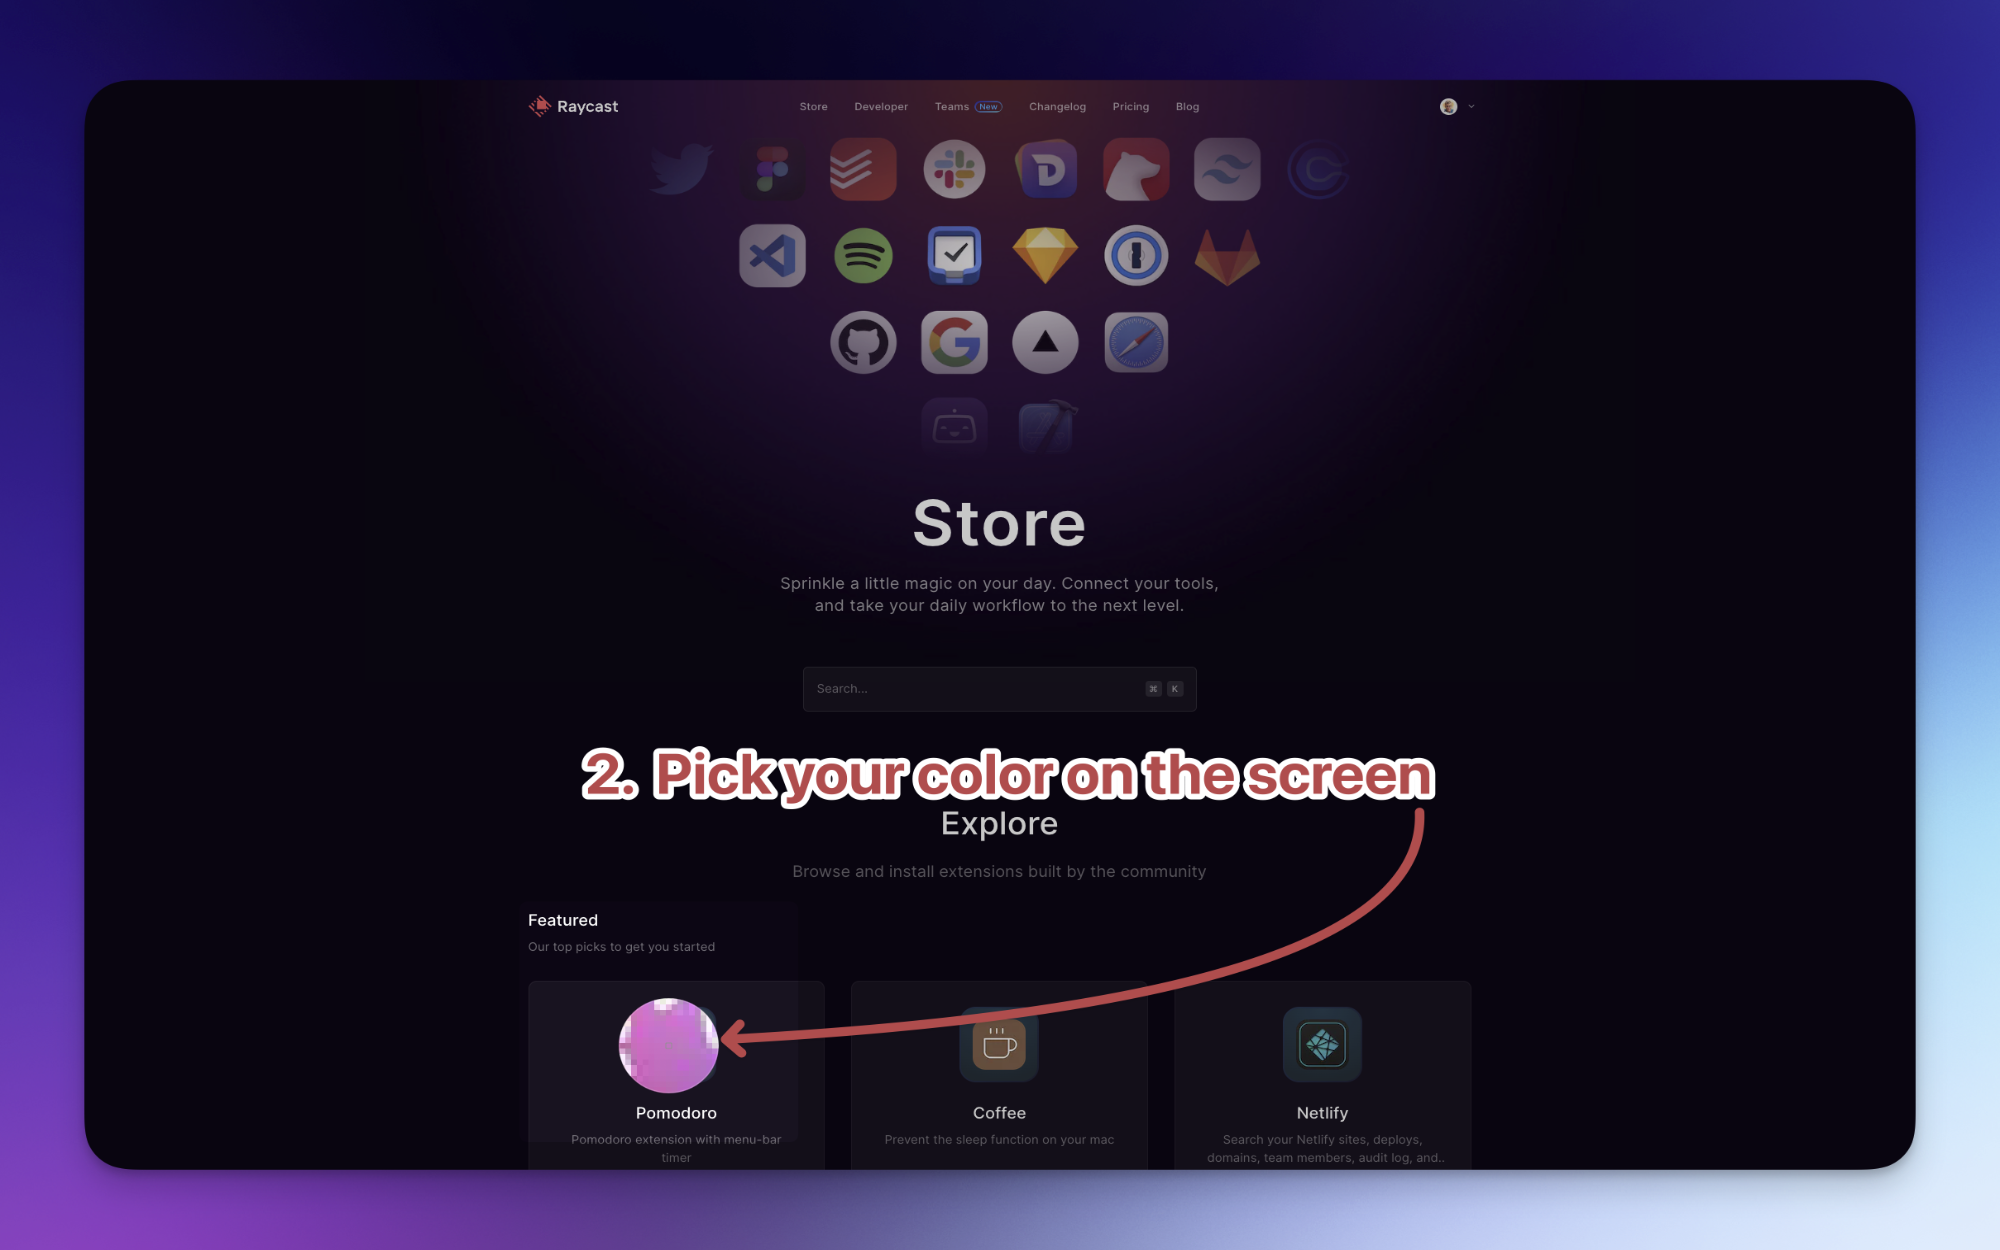 Raycast
Store Developer Teams New Changelog Pricing Blog
Store
Sprinkle a little magic on your day. Connect your tools,
and take your daily workflow to the next level.
Search... ⌘ K
2. Pick your color on the screen
Explore
Browse and install extensions built by the community
Featured
Our top picks to get you started
Pomodoro
Pomodoro extension with menu-bar
timer
Coffee
Prevent the sleep function on your mac
Netlify
Search your Netlify sites, deploys,
domains, team members, audit log, and..